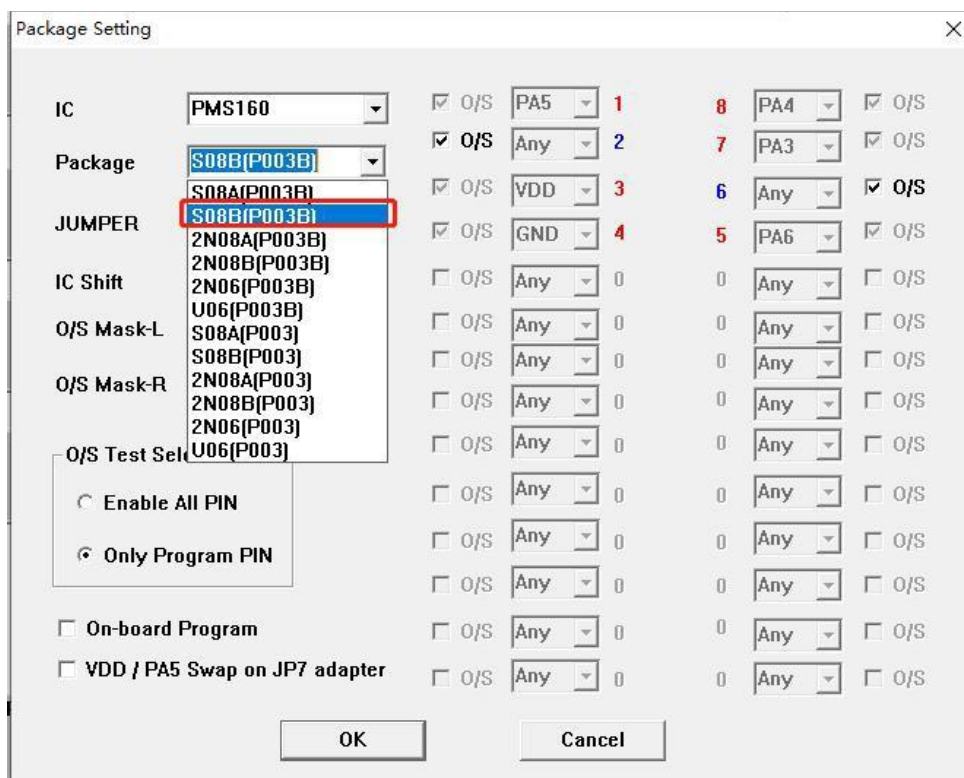 Package Setting
IC PMS160 O/S PA5 1 8 PA4 O/S
O/S Any 2 7 PA3 O/S
Package S08B(P003B)
O/S VDD 3 6 Any O/S
S08A(P003B)
S08B(P003B)
JUMPER O/S GND 4 5 PA6 O/S
2N08A(P003B)
2N08B(P003B)
IC Shift 2N06(P003B) O/S Any 0 0 Any O/S
U06(P003B)
O/S Mask-L S08A(P003) O/S Any 0 0 Any O/S
S08B(P003) O/S Any 0 0 Any O/S
O/S Mask-R 2N08A(P003)
2N08B(P003) O/S Any 0 0 Any O/S
2N06(P003)
O/S Test Sele U06(P003) O/S Any 0 0 Any O/S
Enable All PIN O/S Any 0 0 Any O/S
Only Program PIN O/S Any 0 0 Any O/S
O/S Any 0 0 Any O/S
On-board Program O/S Any 0 0 Any O/S
VDD / PA5 Swap on JP7 adapter O/S Any 0 0 Any O/S
OK Cancel